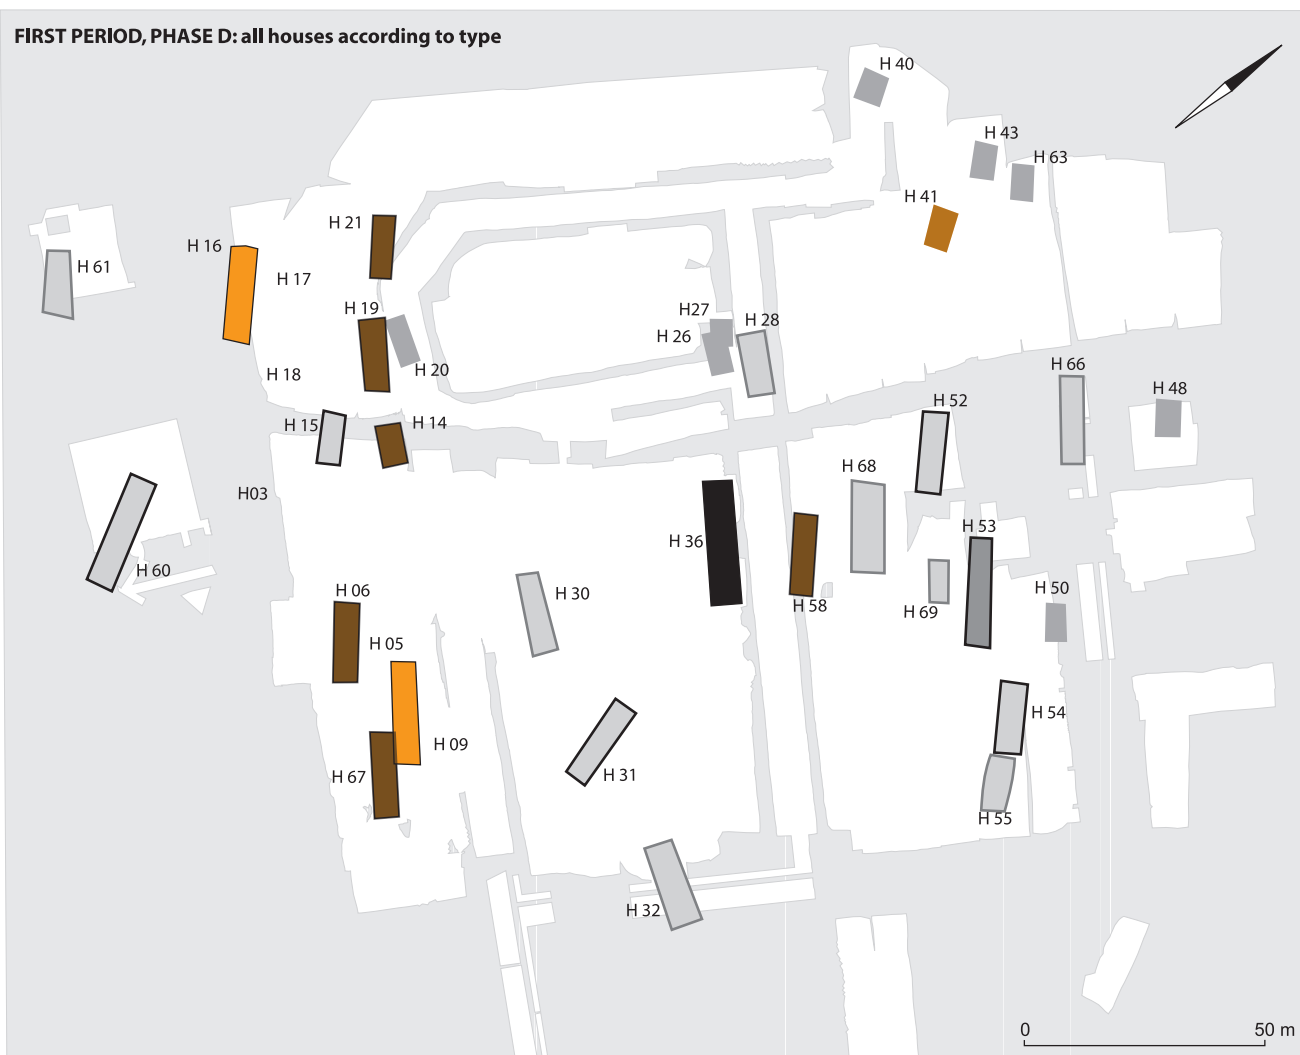 FIRST PERIOD, PHASE D: all houses according to type
H 40
H 43
H 63
H 41
H 21
H 16
H 61
H 17
H 19
H27
H 28
H 26
H 20
H 18
H 66
H 48
H 52
H 15
H 14
H 68
H03
H 53
H 36
H 60
H 06
H 30
H 58
H 69
H 50
H 05
H 54
H 09
H 67
H 31
H 55
H 32
0 50 m